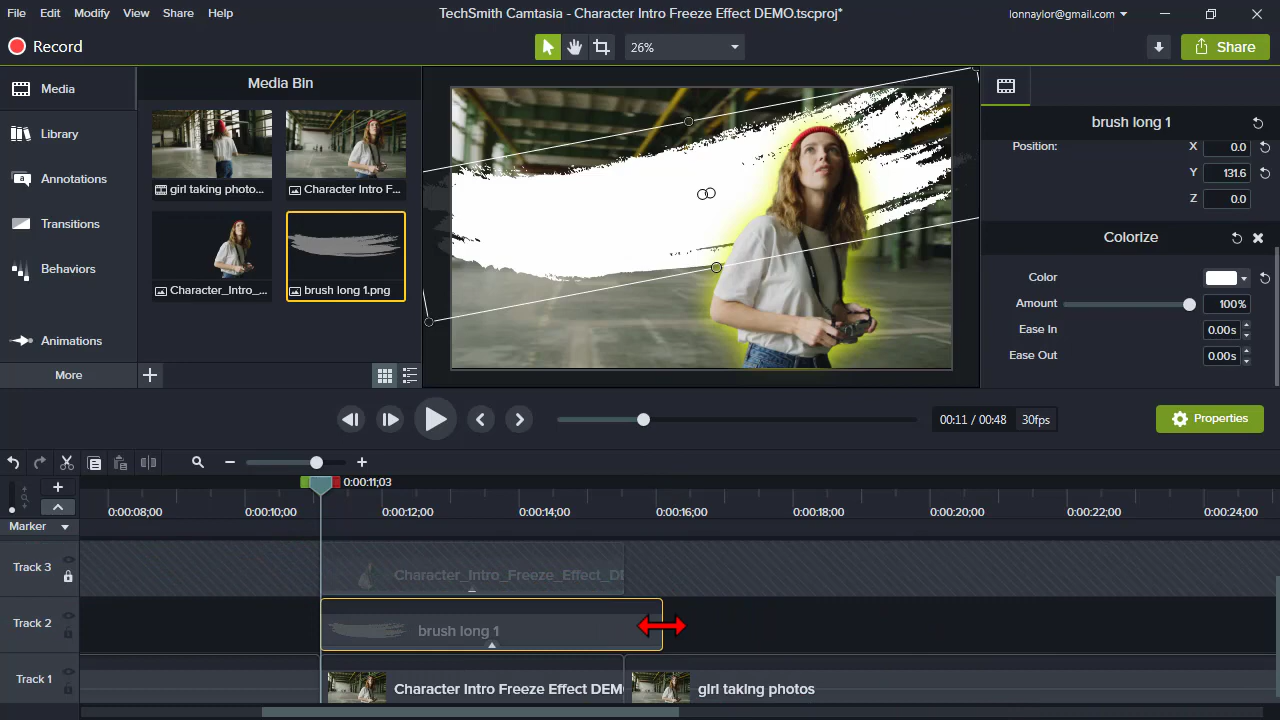 File Edit Modify View Share Help
TechSmith Camtasia - Character Intro Freeze Effect DEMO.tscproj*
lonnaylor@gmail.com
Record
26%
Share
Media
Library
Annotations
Transitions
Behaviors
Animations
More
Media Bin
girl taking photo...
Character Intro F...
Character_Intro_...
brush long 1.png
brush long 1
Position: X 0.0
Y 131.6
Z 0.0
Colorize
Color
Amount 100%
Ease In 0.00s
Ease Out 0.00s
00:11 / 00:48 30fps
Properties
0:00:11;03
0:00:08;00 0:00:10;00 0:00:12;00 0:00:14;00 0:00:16;00 0:00:18;00 0:00:20;00 0:00:22;00 0:00:24;00
Marker
Track 3
Character_Intro_Freeze_Effect_DE
Track 2
brush long 1
Track 1
Character Intro Freeze Effect DEM
girl taking photos